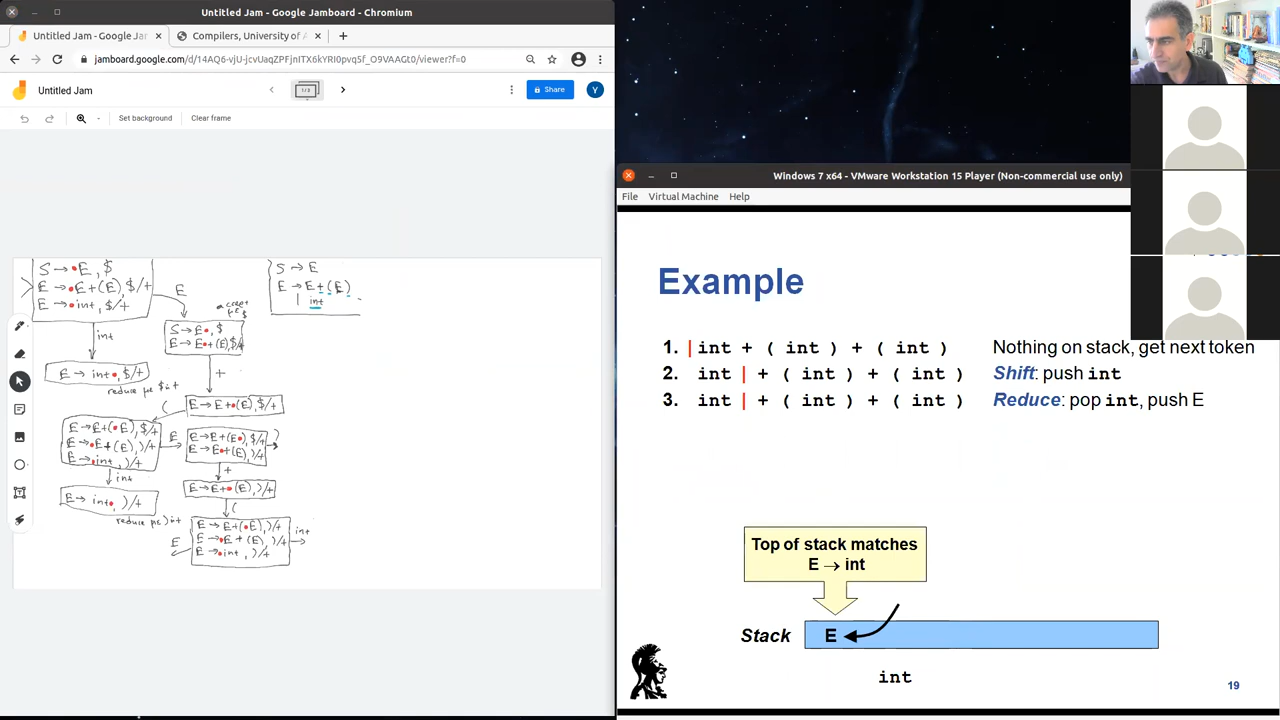 Untitled Jam - Google Jamboard - Chromium
Untitled Jam - Google Ja
Compilers, University of
jamboard.google.com/d/14AQ6-vjU-jcvUaqZPFjnITX6kYRI0pvq5f_O9VAAGt0/viewer?f=0
Untitled Jam
1/2
Share
Y
Set background
Clear frame
S → •E, $
E → •E+(E), $/+
E → •int, $/+
E
S → E
E → E+(E)
| int
int
S → E•, $
E → E•+(E), $/+
E → int•, $/+
+
E → E+•(E), $/+
(
E → E+(•E), $/+
E → •E+(E), )/+
E → •int, )/+
E
E → E+(E•), $/+
E → E•+(E), )/+
)
int
+
E → int•, )/+
E → E+•(E), )/+
(
E → E+(•E), )/+
E → •E+(E), )/+
E → •int, )/+
E
int
Windows 7 x64 - VMware Workstation 15 Player (Non-commercial use only)
File Virtual Machine Help
Example
1. | int + ( int ) + ( int ) Nothing on stack, get next token
2. int | + ( int ) + ( int ) Shift: push int
3. int | + ( int ) + ( int ) Reduce: pop int, push E
Top of stack matches
E → int
Stack E
int
19